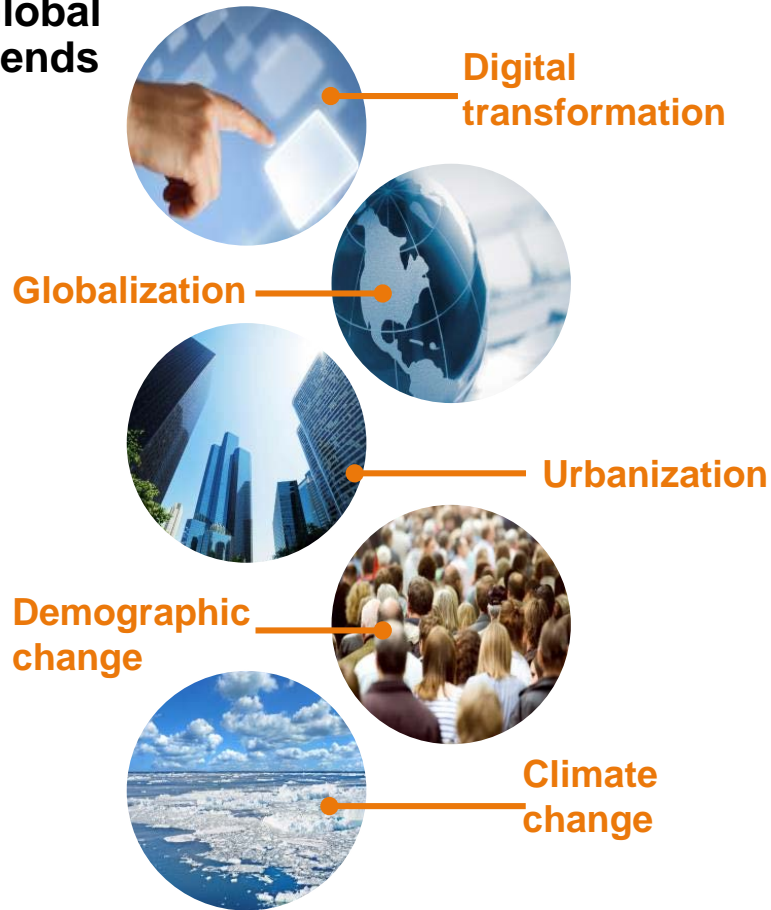 lobal
ends
Digital
transformation
Globalization
Urbanization
Demographic
change
Climate
change